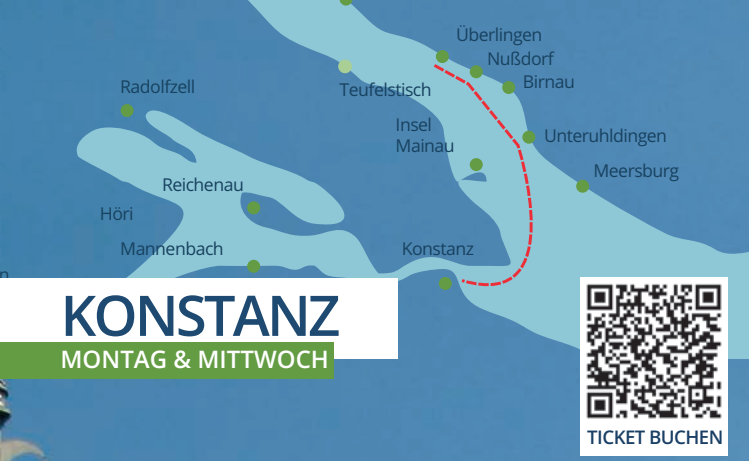 Überlingen
Nußdorf
Birnau
Radolfzell
Teufelstisch
Insel
Mainau
Unteruhldingen
Meersburg
Reichenau
Höri
Mannenbach
Konstanz
n
KONSTANZ
MONTAG & MITTWOCH
TICKET BUCHEN